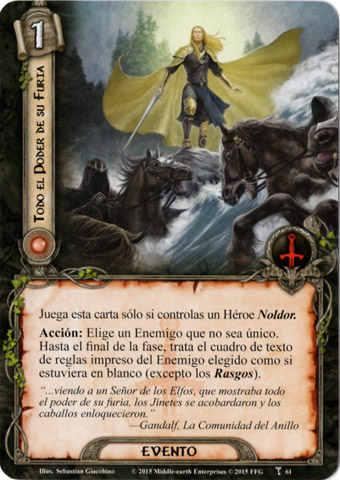 1
Todo el Poder de su Furia
Juega esta carta sólo si controlas un Héroe Noldor.
Acción: Elige un Enemigo que no sea único.
Hasta el final de la fase, trata el cuadro de texto
de reglas impreso del Enemigo elegido como si
estuviera en blanco (excepto los Rasgos).
"...viendo a un Señor de los Elfos, que mostraba todo
el poder de su furia, los Jinetes se acobardaron y los
caballos enloquecieron."
—Gandalf, La Comunidad del Anillo
EVENTO
Illus. Sebastian Giacobino © 2015 Middle-earth Enterprises © 2015 FFG 61